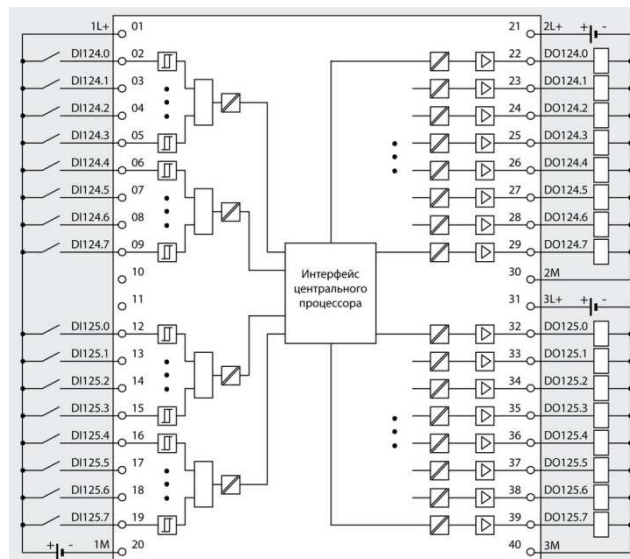 1L+ 01 21 2L+ + -
DI124.0 02 22 DO124.0
DI124.1 03 23 DO124.1
DI124.2 04 24 DO124.2
DI124.3 05 25 DO124.3
DI124.4 06 26 DO124.4
DI124.5 07 27 DO124.5
DI124.6 08 28 DO124.6
DI124.7 09 29 DO124.7
10 30 2M
Интерфейс
центрального
процессора
11 31 3L+ + -
DI125.0 12 32 DO125.0
DI125.1 13 33 DO125.1
DI125.2 14 34 DO125.2
DI125.3 15 35 DO125.3
DI125.4 16 36 DO125.4
DI125.5 17 37 DO125.5
DI125.6 18 38 DO125.6
DI125.7 19 39 DO125.7
+ - 1M 20 40 3M